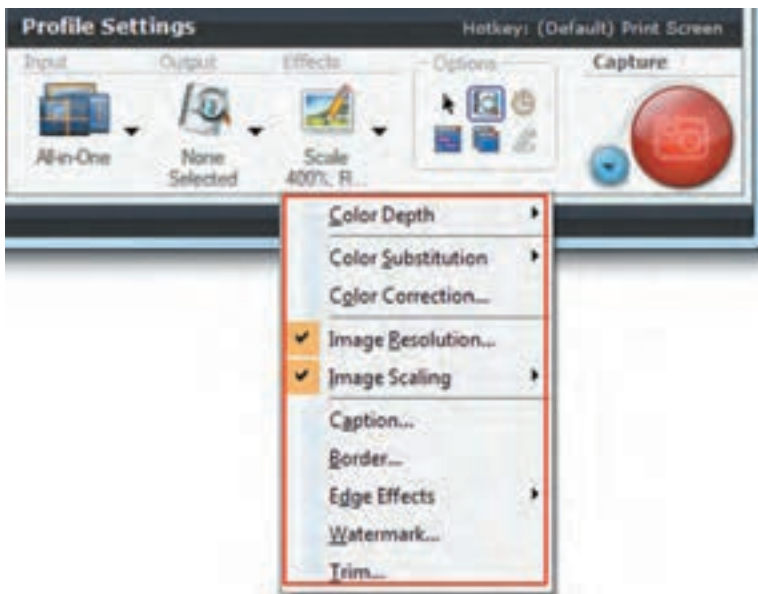 Profile Settings
Hotkey: (Default) Print Screen
Input
Output
Effects
Options
Capture
All-in-One
None
Selected
Scale
400%, R...
Color Depth
Color Substitution
Color Correction...
Image Resolution...
Image Scaling
Caption...
Border...
Edge Effects
Watermark...
Trim...